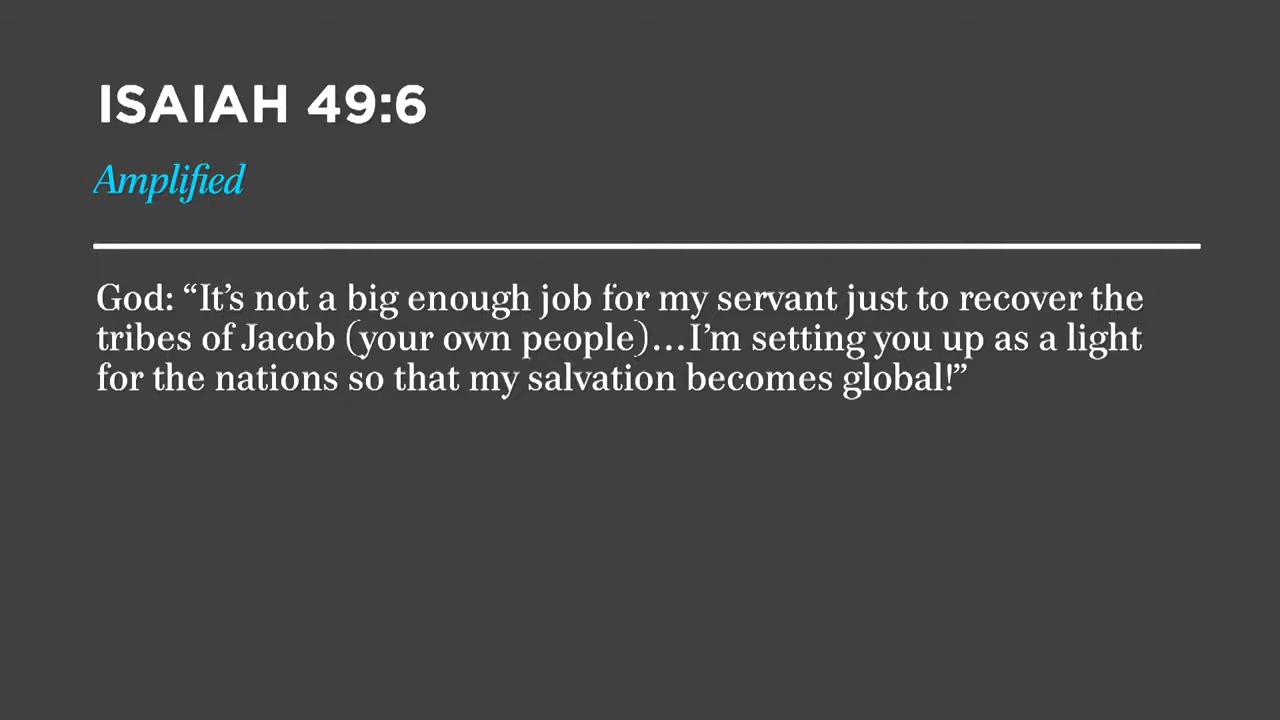 ISAIAH 49:6
Amplified
God: “It’s not a big enough job for my servant just to recover the
tribes of Jacob (your own people)…I’m setting you up as a light
for the nations so that my salvation becomes global!”